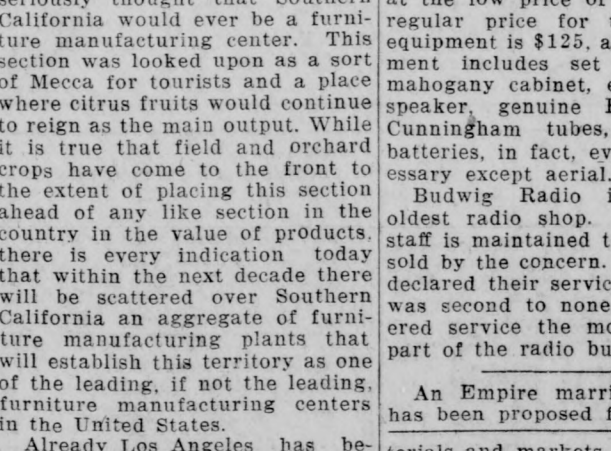 seriously thought that Southern
California would ever be a furni-
ture manufacturing center. This
section was looked upon as a sort
of Mecca for tourists and a place
where citrus fruits would continue
to reign as the main output. While
it is true that field and orchard
crops have come to the front to
the extent of placing this section
ahead of any like section in the
country in the value of products,
there is every indication today
that within the next decade there
will be scattered over Southern
California an aggregate of furni-
ture manufacturing plants that
will establish this territory as one
of the leading, if not the leading,
furniture manufacturing centers
in the United States.
Already Los Angeles has be-
at the low price of
regular price for
equipment is $125, a
ment includes set
mahogany cabinet,
speaker, genuine
Cunningham tubes,
batteries, in fact, ev
essary except aerial.
Budwig Radio i
oldest radio shop.
staff is maintained t
sold by the concern.
declared their servic
was second to none
ered service the mo
part of the radio bu
An Empire marri
has been proposed f
terials and markets